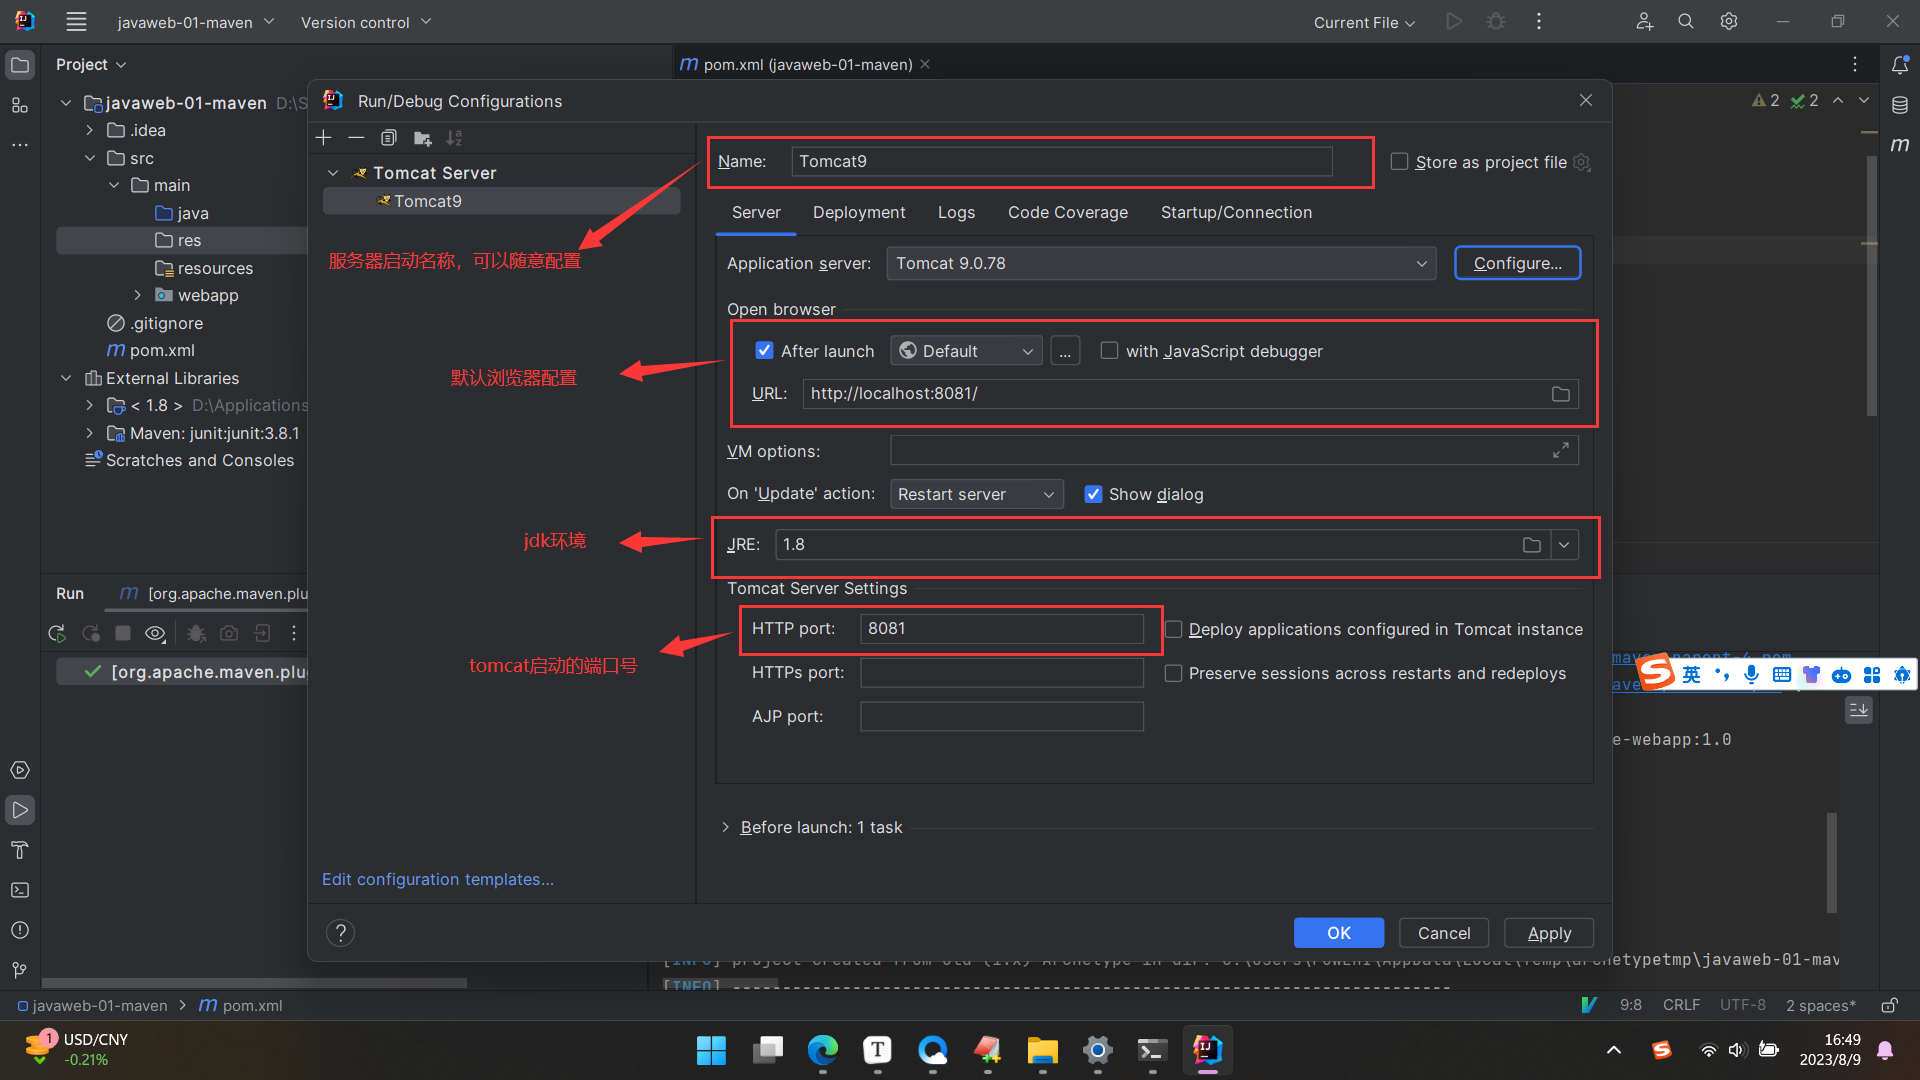 javaweb-01-maven
Version control
Current File
Project
pom.xml (javaweb-01-maven)
2
2
javaweb-01-maven D:\S
.idea
src
main
java
res
resources
webapp
.gitignore
pom.xml
External Libraries
< 1.8 > D:\Applications
Maven: junit:junit:3.8.1
Scratches and Consoles
Run/Debug Configurations
Tomcat Server
Tomcat9
服务器启动名称，可以随意配置
默认浏览器配置
jdk环境
tomcat启动的端口号
Edit configuration templates...
Name: Tomcat9
Store as project file
Server Deployment Logs Code Coverage Startup/Connection
Application server: Tomcat 9.0.78 Configure...
Open browser
After launch Default ... with JavaScript debugger
URL: http://localhost:8081/
VM options:
On 'Update' action: Restart server Show dialog
JRE: 1.8
Tomcat Server Settings
HTTP port: 8081 Deploy applications configured in Tomcat instance
HTTPs port: Preserve sessions across restarts and redeploys
AJP port:
Before launch: 1 task
? OK Cancel Apply
Run [org.apache.maven.plu
[org.apache.maven.plu
英
e-webapp:1.0
[INFO] project created from Old (1.x) Archetype in dir:
etypetmp\javaweb-01-mav
[INFO] ------------------------------------------------------------------------
javaweb-01-maven > pom.xml
9:8 CRLF UTF-8 2 spaces*
1 USD/CNY
-0.21%
16:49
2023/8/9